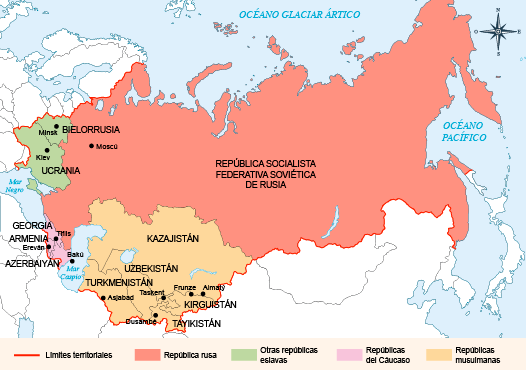 OCÉANO GLACIAR ÁRTICO
N
S
OCÉANO
PACÍFICO
Minsk
BIELORRUSIA
Moscú
Kiev
UCRANIA
REPÚBLICA SOCIALISTA
FEDERATIVA SOVIÉTICA
DE RUSIA
Mar
Negro
GEORGIA
Tiflis
ARMENIA
Ereván
AZERBAIYÁN
Bakú
Mar
Caspio
KAZAJISTÁN
UZBEKISTÁN
TURKMENISTÁN
Asjabad
Taskent
Frunze
Almaty
KIRGUISTÁN
Dusambé
TAYIKISTÁN
Límites territoriales
República rusa
Otras repúblicas
eslavas
Repúblicas
del Cáucaso
Repúblicas
musulmanas